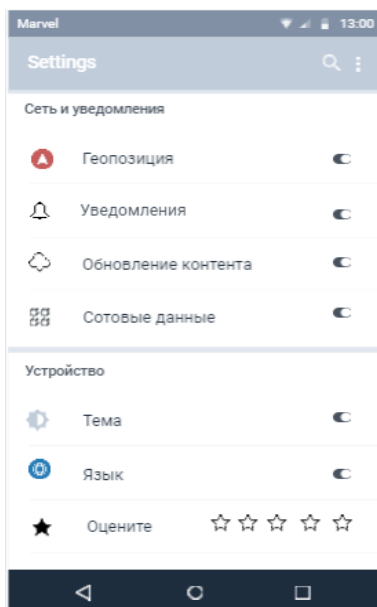 Marvel 13:00
Settings
Сеть и уведомления
Геопозиция
Уведомления
Обновление контента
Сотовые данные
Устройство
Тема
Язык
Оцените